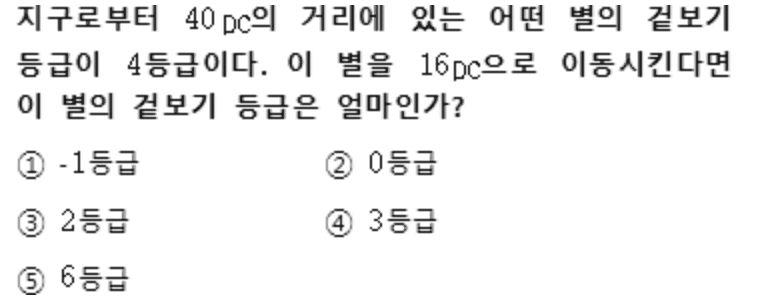 지구로부터 40pc의 거리에 있는 어떤 별의 겉보기
등급이 4등급이다. 이 별을 16pc으로 이동시킨다면
이 별의 겉보기 등급은 얼마인가?
① -1등급 ② 0등급
③ 2등급 ④ 3등급
⑤ 6등급